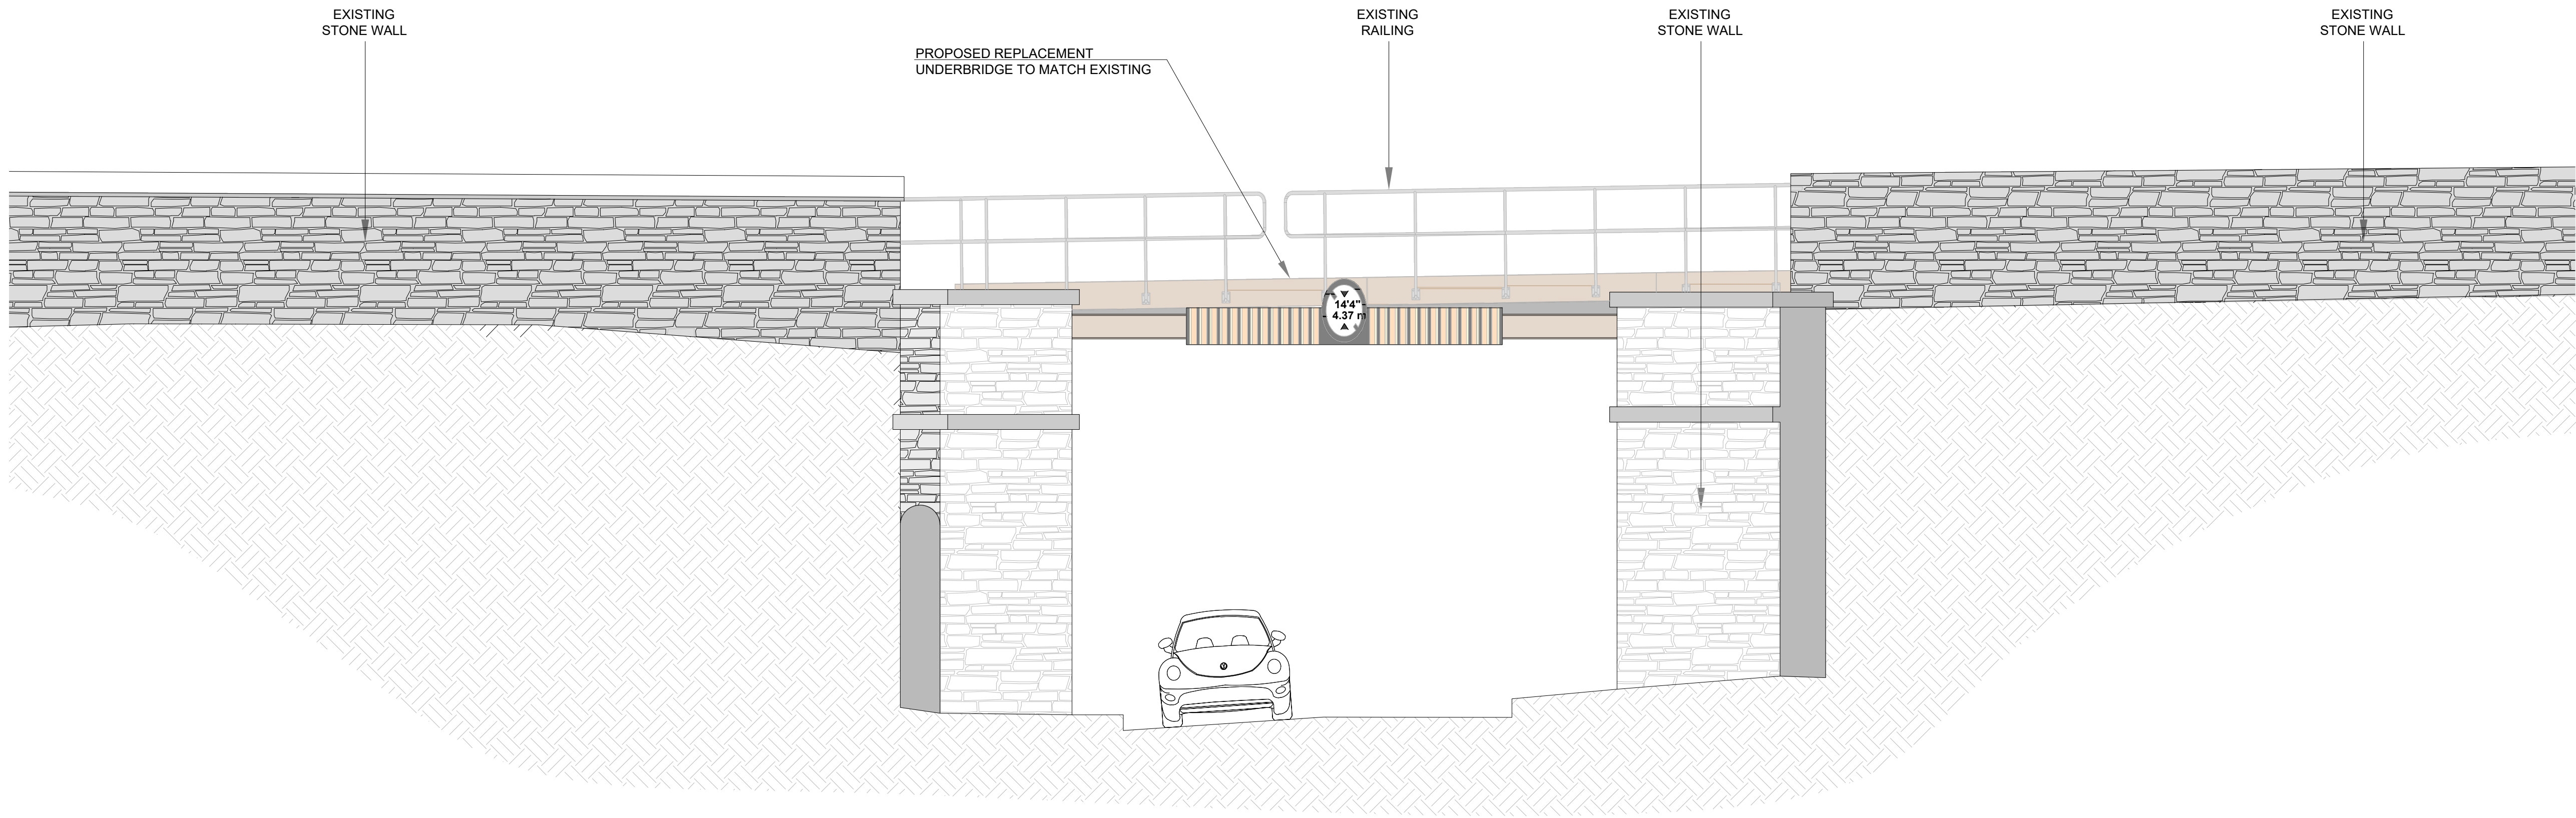 EXISTING
STONE WALL
PROPOSED REPLACEMENT
UNDERBRIDGE TO MATCH EXISTING
EXISTING
RAILING
EXISTING
STONE WALL
EXISTING
STONE WALL
14'4"
4.37 m